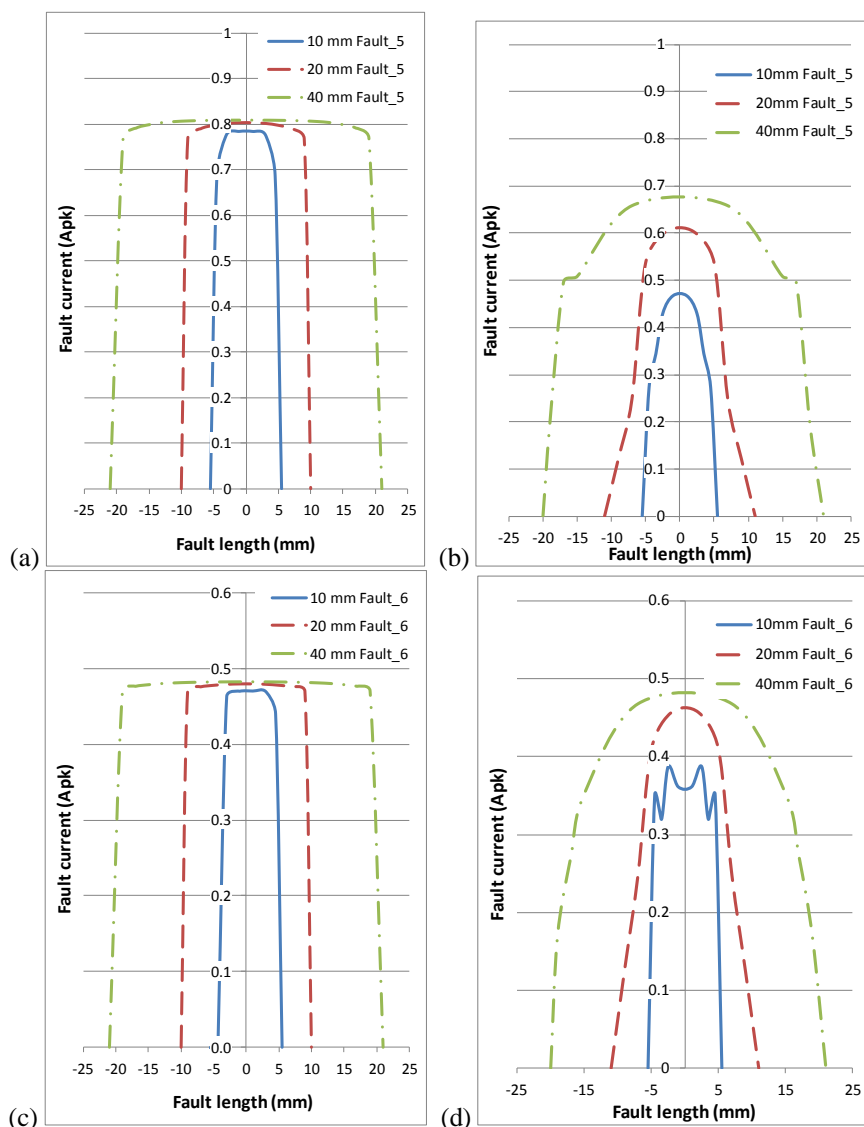 (a)
Fault current (Apk)
1
0.9
0.8
0.7
0.6
0.5
0.4
0.3
0.2
0.1
0
-25 -20 -15 -10 -5 0 5 10 15 20 25
Fault length (mm)
10 mm Fault_5
20 mm Fault_5
40 mm Fault_5
(b)
Fault current (Apk)
1
0.9
0.8
0.7
0.6
0.5
0.4
0.3
0.2
0.1
0
-25 -20 -15 -10 -5 0 5 10 15 20 25
Fault length (mm)
10mm Fault_5
20mm Fault_5
40mm Fault_5
(c)
Fault current (Apk)
0.6
0.5
0.4
0.3
0.2
0.1
0.0
-25 -20 -15 -10 -5 0 5 10 15 20 25
Fault length (mm)
10 mm Fault_6
20 mm Fault_6
40 mm Fault_6
(d)
Fault current (Apk)
0.6
0.5
0.4
0.3
0.2
0.1
0
-25 -15 -5 5 15 25
Fault length (mm)
10mm Fault_6
20mm Fault_6
40mm Fault_6